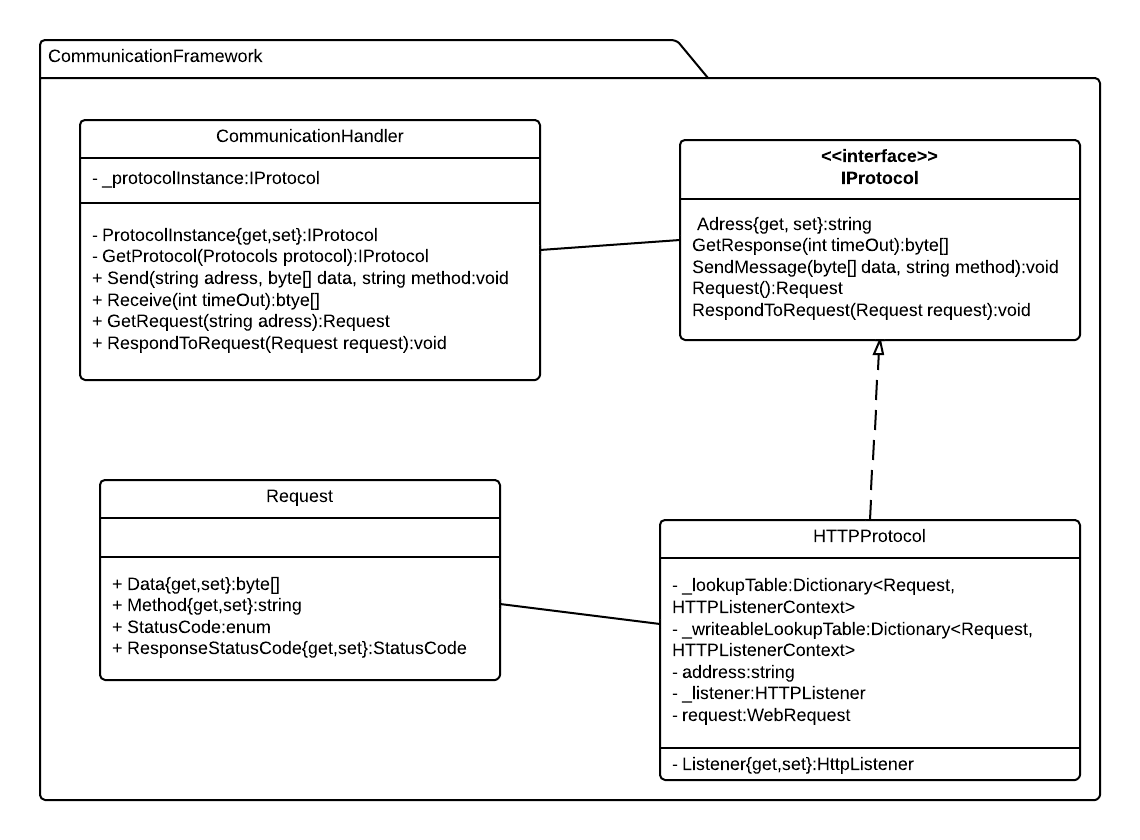 CommunicationFramework
CommunicationHandler
- _protocolInstance:IProtocol
- ProtocolInstance{get,set}:IProtocol
- GetProtocol(Protocols protocol):IProtocol
+ Send(string adress, byte[] data, string method:void
+ Receive(int timeOut):btye[]
+ GetRequest(string adress):Request
+ RespondToRequest(Request request):void
<<interface>>
IProtocol
Adress{get, set}:string
GetResponse(int timeOut):byte[]
SendMessage(byte[] data, string method):void
Request():Request
RespondToRequest(Request request):void
Request
+ Data{get,set}:byte[]
+ Method{get,set}:string
+ StatusCode:enum
+ ResponseStatusCode{get,set}:StatusCode
HTTPProtocol
- _lookupTable:Dictionary<Request,
HTTPListenerContext>
- _writeableLookupTable:Dictionary<Request,
HTTPListenerContext>
- address:string
- _listener:HTTPListener
- request:WebRequest
- Listener{get,set}:HttpListener